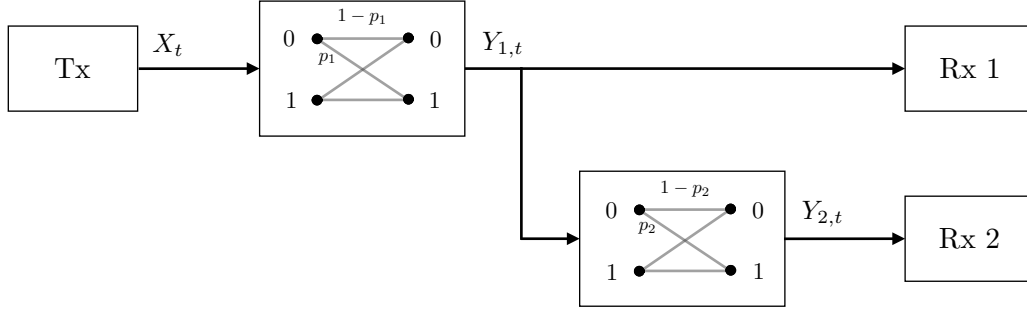 Tx
X_t
1 − p_1
0 0
p_1
1 1
Y_{1,t}
Rx 1
1 − p_2
0 0
p_2
1 1
Y_{2,t}
Rx 2